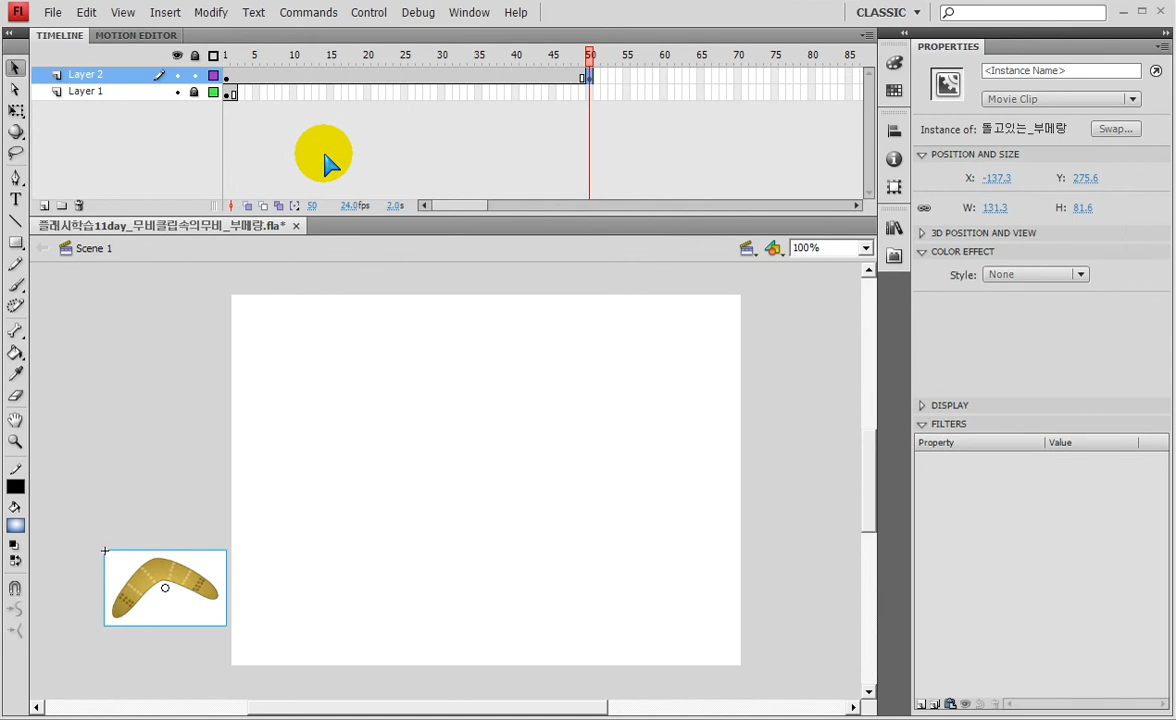 Fl File Edit View Insert Modify Text Commands Control Debug Window Help CLASSIC
TIMELINE MOTION EDITOR
1 5 10 15 20 25 30 35 40 45 50 55 60 65 70 75 80 85
Layer 2
Layer 1
50 24.0fps 2.0s
플래시학습11day_무비클립속의무비_부메랑.fla*
Scene 1
100%
PROPERTIES
<Instance Name>
Movie Clip
Instance of: 돌고있는_부메랑 Swap...
POSITION AND SIZE
X: -137.3 Y: 275.6
W: 131.3 H: 81.6
3D POSITION AND VIEW
COLOR EFFECT
Style: None
DISPLAY
FILTERS
Property Value